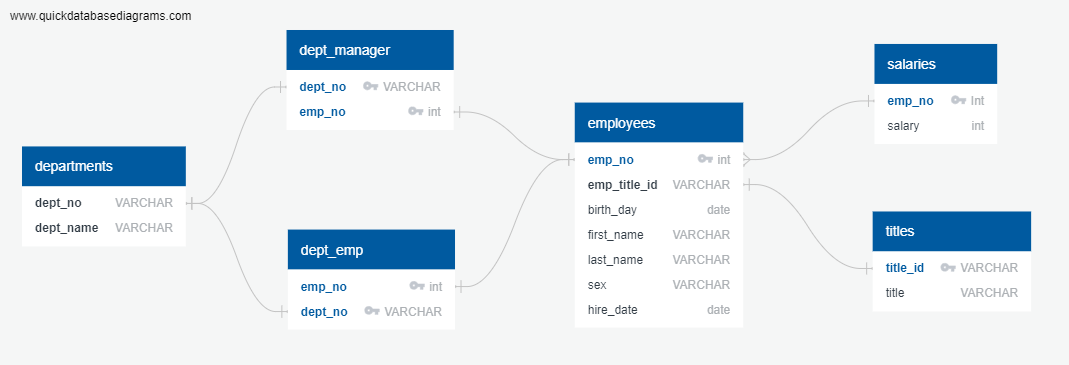 www.quickdatabasediagrams.com
departments
dept_no VARCHAR
dept_name VARCHAR
dept_manager
dept_no VARCHAR
emp_no int
dept_emp
emp_no int
dept_no VARCHAR
employees
emp_no int
emp_title_id VARCHAR
birth_day date
first_name VARCHAR
last_name VARCHAR
sex VARCHAR
hire_date date
salaries
emp_no Int
salary int
titles
title_id VARCHAR
title VARCHAR